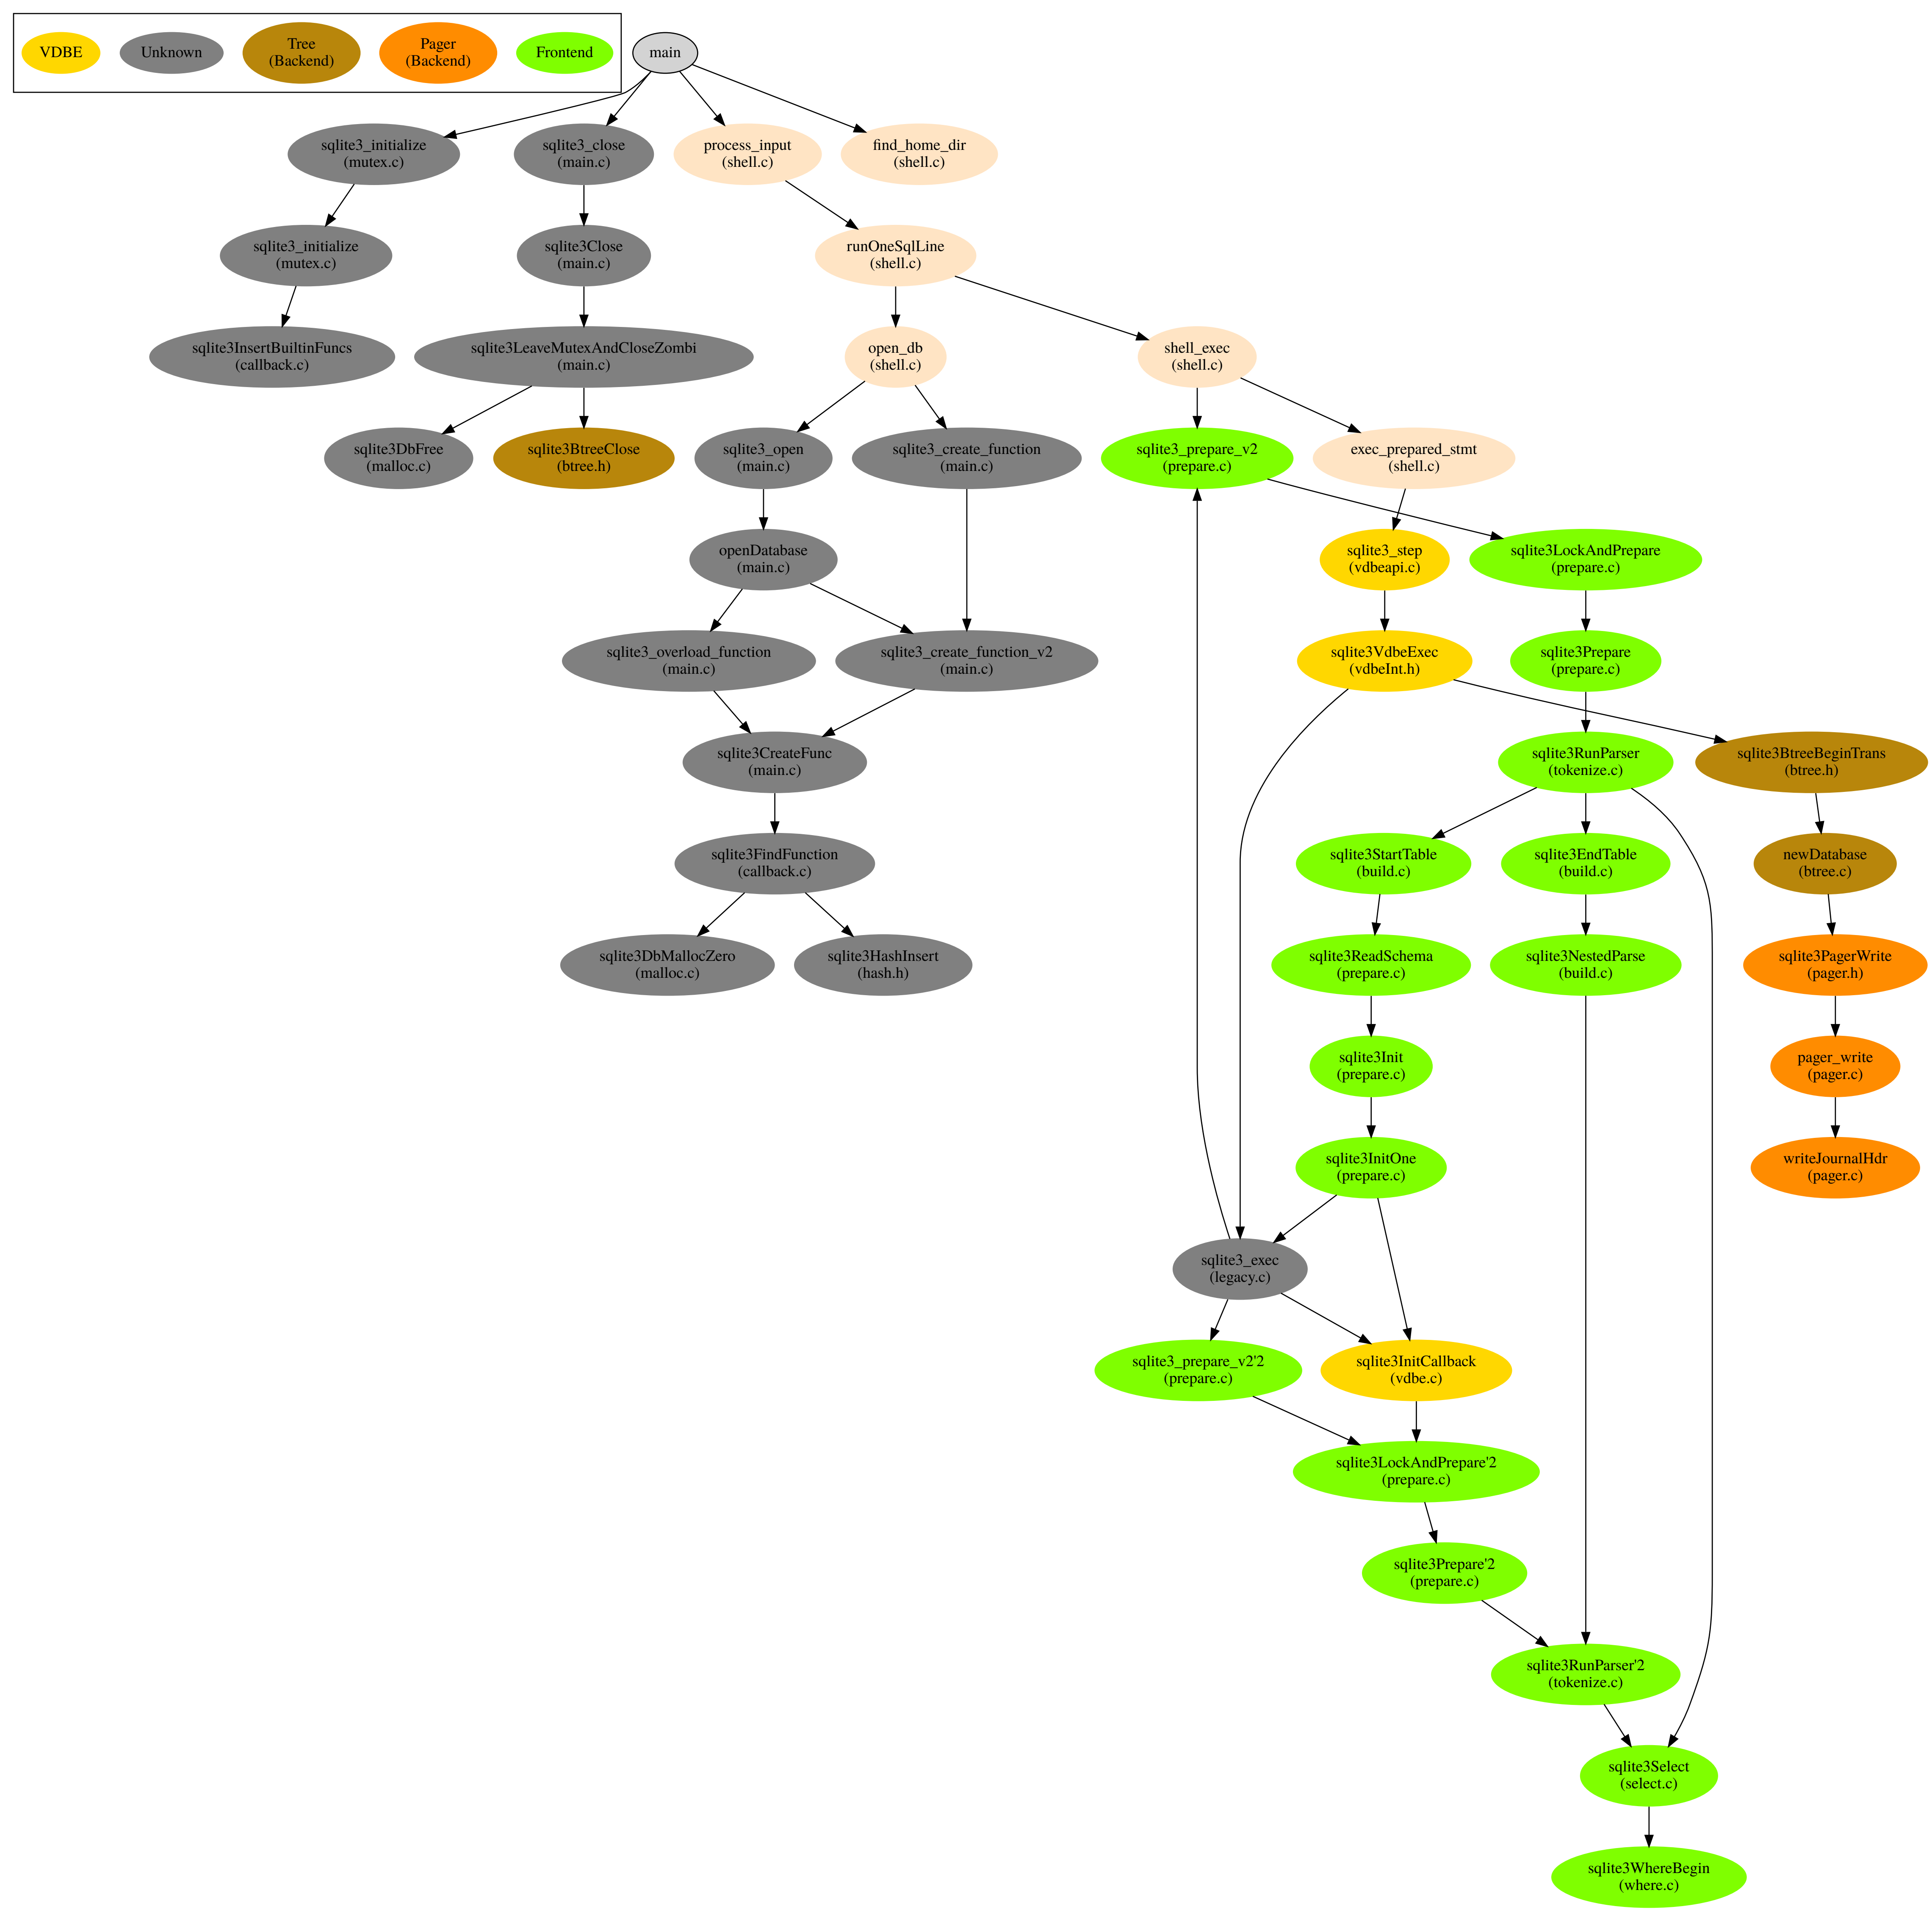 VDBE
Unknown
Tree
(Backend)
Pager
(Backend)
Frontend
main
sqlite3_initialize
(mutex.c)
sqlite3_close
(main.c)
process_input
(shell.c)
find_home_dir
(shell.c)
sqlite3_initialize
(mutex.c)
sqlite3Close
(main.c)
runOneSqlLine
(shell.c)
sqlite3InsertBuiltinFuncs
(callback.c)
sqlite3LeaveMutexAndCloseZombi
(main.c)
open_db
(shell.c)
shell_exec
(shell.c)
sqlite3DbFree
(malloc.c)
sqlite3BtreeClose
(btree.h)
sqlite3_open
(main.c)
sqlite3_create_function
(main.c)
sqlite3_prepare_v2
(prepare.c)
exec_prepared_stmt
(shell.c)
openDatabase
(main.c)
sqlite3_step
(vdbeapi.c)
sqlite3LockAndPrepare
(prepare.c)
sqlite3_overload_function
(main.c)
sqlite3_create_function_v2
(main.c)
sqlite3VdbeExec
(vdbeInt.h)
sqlite3Prepare
(prepare.c)
sqlite3CreateFunc
(main.c)
sqlite3RunParser
(tokenize.c)
sqlite3BtreeBeginTrans
(btree.h)
sqlite3FindFunction
(callback.c)
sqlite3StartTable
(build.c)
sqlite3EndTable
(build.c)
newDatabase
(btree.c)
sqlite3DbMallocZero
(malloc.c)
sqlite3HashInsert
(hash.h)
sqlite3ReadSchema
(prepare.c)
sqlite3NestedParse
(build.c)
sqlite3PagerWrite
(pager.h)
sqlite3Init
(prepare.c)
pager_write
(pager.c)
sqlite3InitOne
(prepare.c)
writeJournalHdr
(pager.c)
sqlite3_exec
(legacy.c)
sqlite3_prepare_v2'2
(prepare.c)
sqlite3InitCallback
(vdbe.c)
sqlite3LockAndPrepare'2
(prepare.c)
sqlite3Prepare'2
(prepare.c)
sqlite3RunParser'2
(tokenize.c)
sqlite3Select
(select.c)
sqlite3WhereBegin
(where.c)